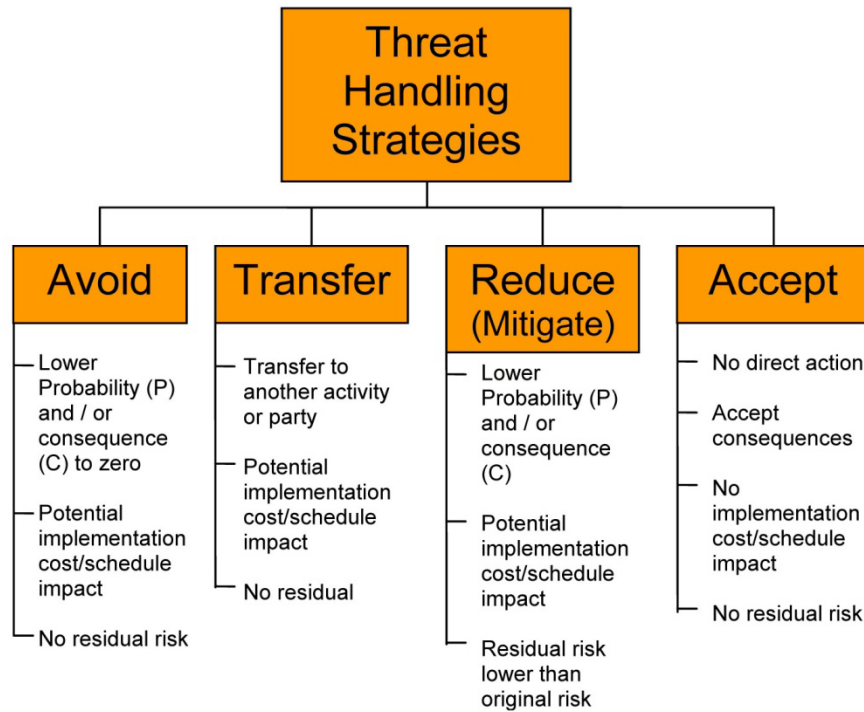 Threat
Handling
Strategies
Avoid
Lower
Probability (P)
and / or
consequence
(C) to zero
Potential
implementation
cost/schedule
impact
No residual risk
Transfer
Transfer to
another activity
or party
Potential
implementation
cost/schedule
impact
No residual
Reduce
(Mitigate)
Lower
Probability (P)
and / or
consequence
(C)
Potential
implementation
cost/schedule
impact
Residual risk
lower than
original risk
Accept
No direct action
Accept
consequences
No
implementation
cost/schedule
impact
No residual risk